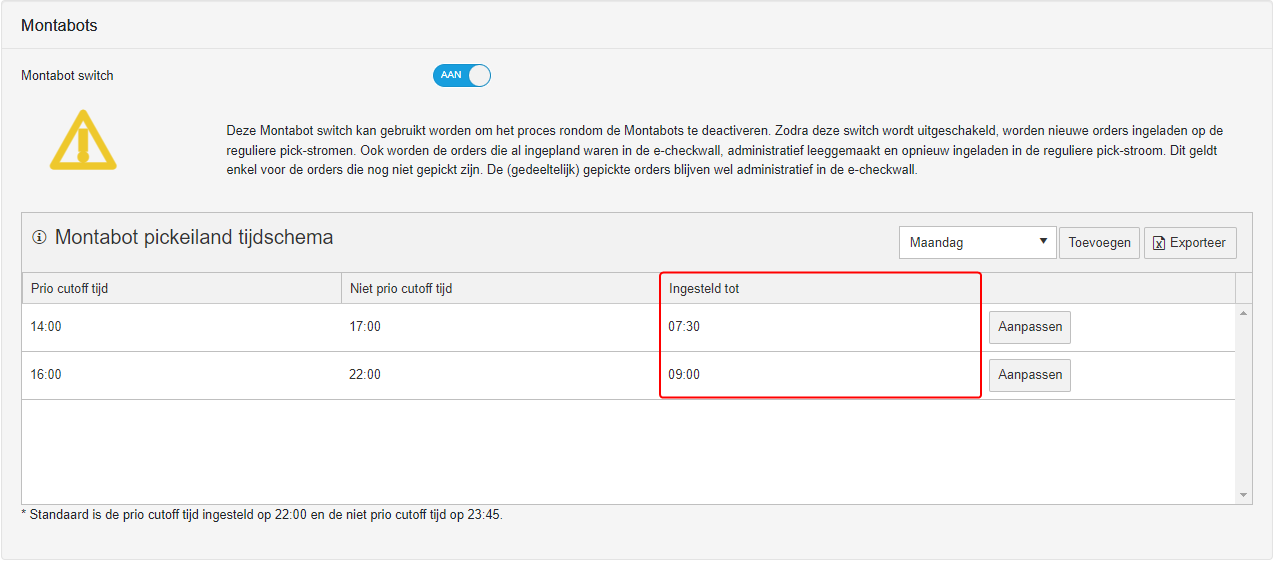 Montabots
Montabot switch
AAN
Deze Montabot switch kan gebruikt worden om het proces rondom de Montabots te deactiveren. Zodra deze switch wordt uitgeschakeld, worden nieuwe orders ingeladen op de
reguliere pick-stromen. Ook worden de orders die al ingepland waren in de e-checkwall, administratief leeggemaakt en opnieuw ingeladen in de reguliere pick-stroom. Dit geldt
enkel voor de orders die nog niet gepickt zijn. De (gedeeltelijk) gepickte orders blijven wel administratief in de e-checkwall.
Montabot pickeiland tijdschema
Maandag
Toevoegen
Exporteer
Prio cutoff tijd Niet prio cutoff tijd Ingesteld tot
14:00 17:00 07:30 Aanpassen
16:00 22:00 09:00 Aanpassen
* Standaard is de prio cutoff tijd ingesteld op 22:00 en de niet prio cutoff tijd op 23:45.